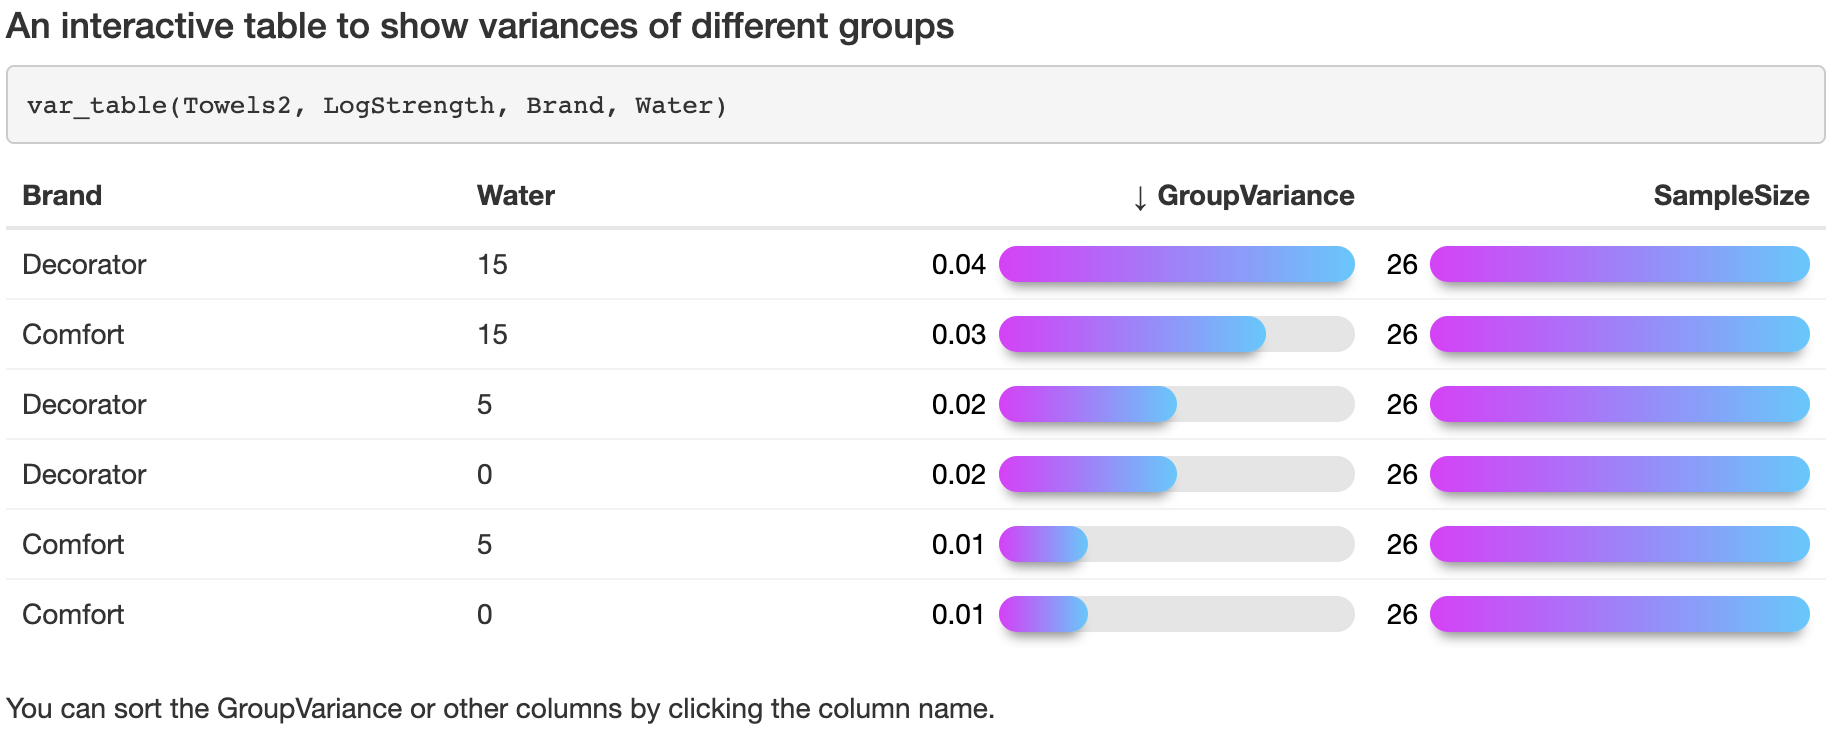 An interactive table to show variances of different groups
var_table(Towels2, LogStrength, Brand, Water)
Brand Water ↓ GroupVariance SampleSize
Decorator 15 0.04 26
Comfort 15 0.03 26
Decorator 5 0.02 26
Decorator 0 0.02 26
Comfort 5 0.01 26
Comfort 0 0.01 26
You can sort the GroupVariance or other columns by clicking the column name.